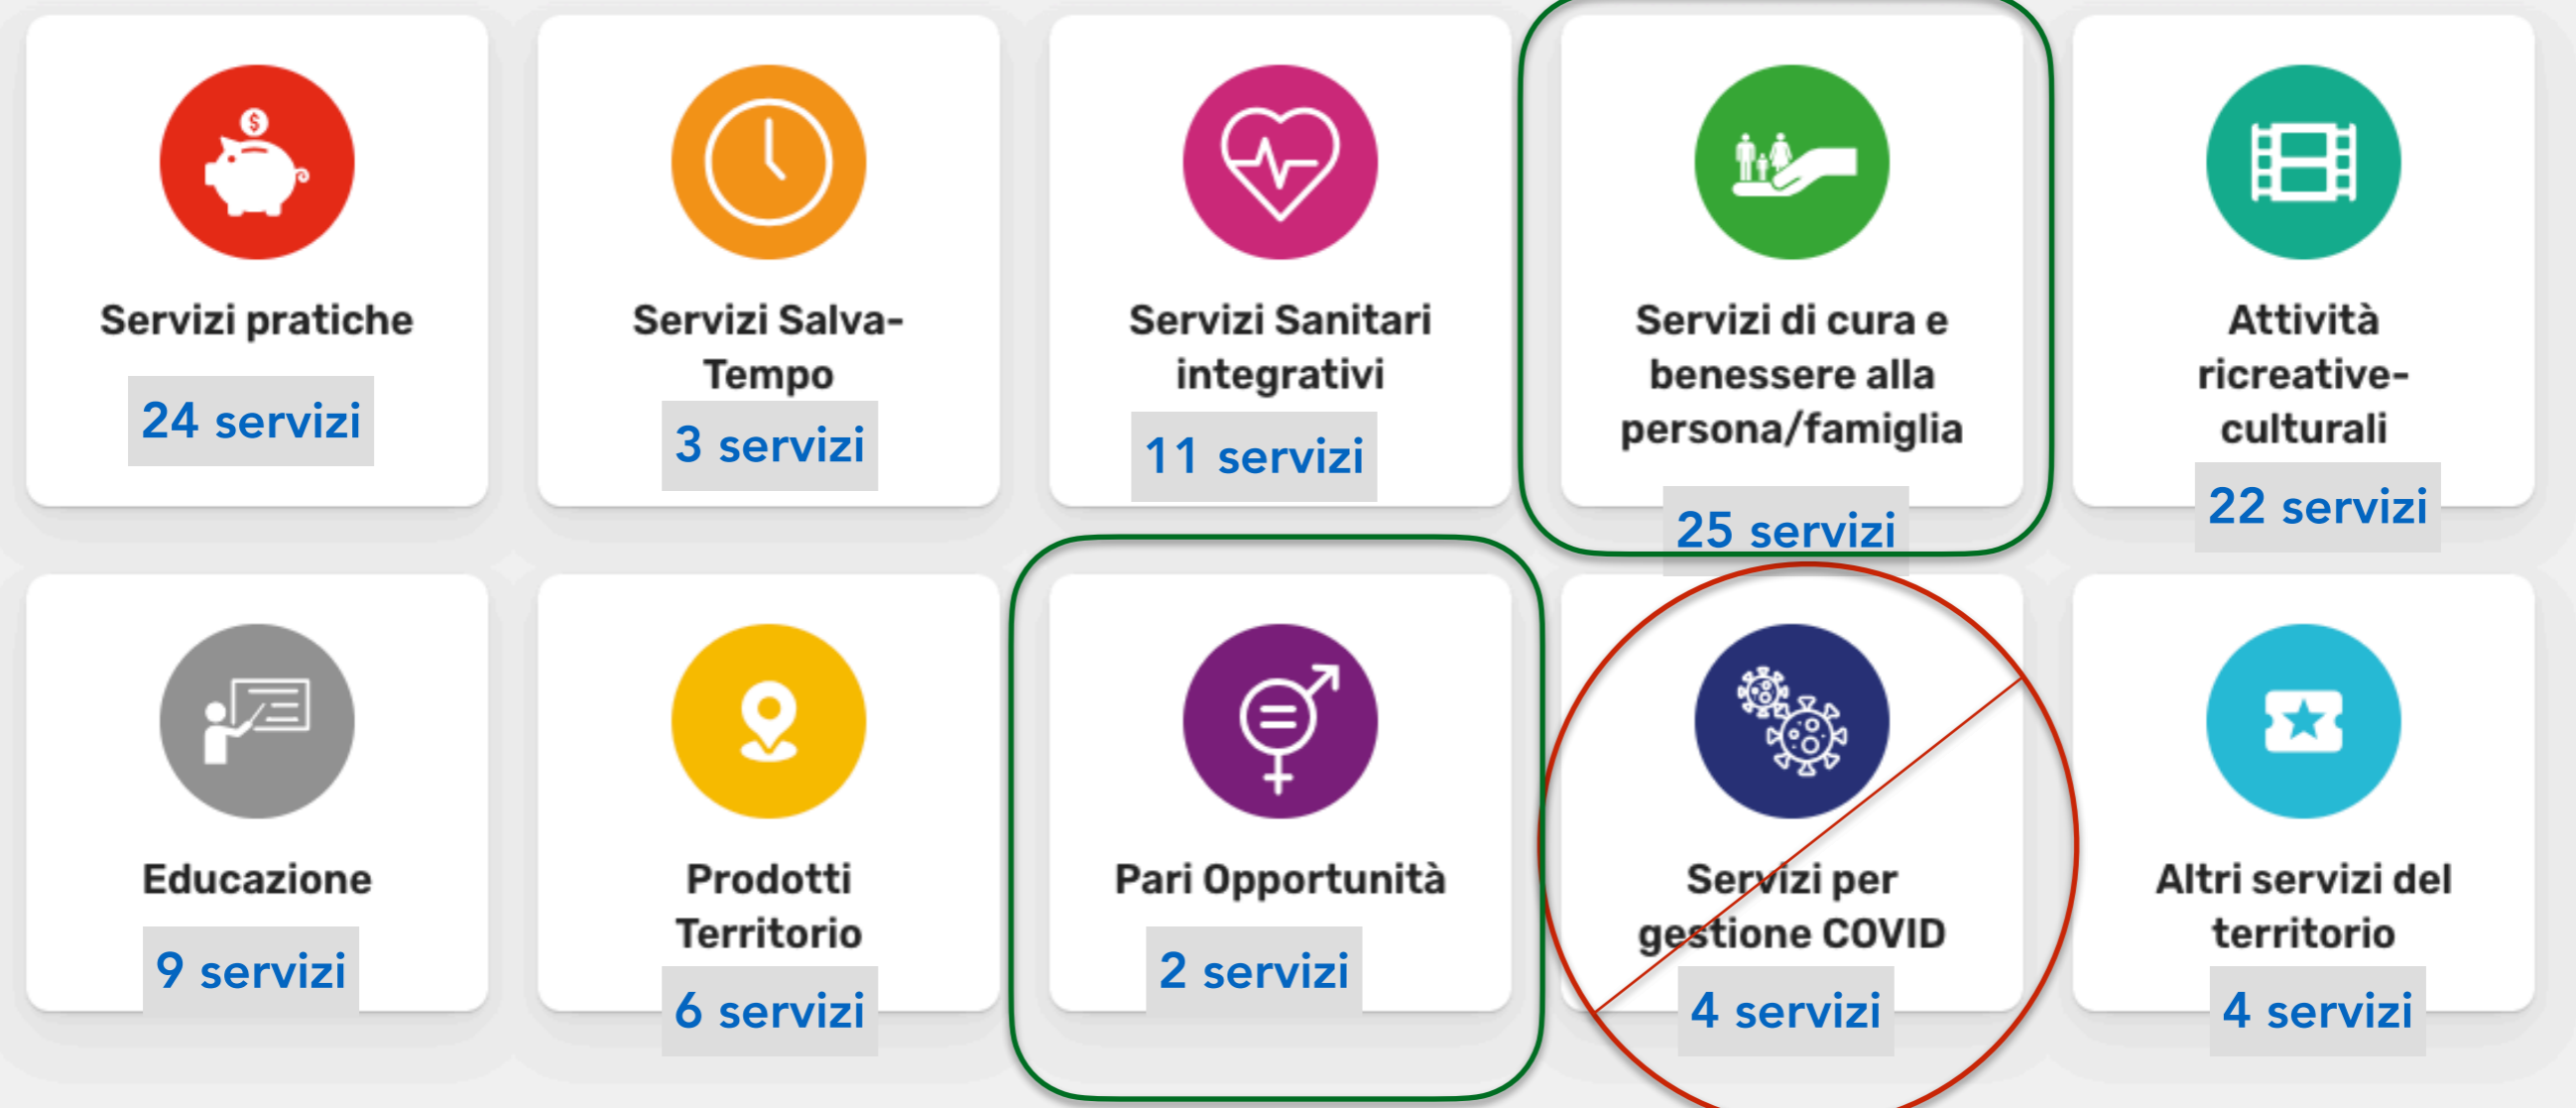 $
Servizi pratiche
24 servizi
Servizi Salva-
Tempo
3 servizi
Servizi Sanitari
integrativi
11 servizi
Servizi di cura e
benessere alla
persona/famiglia
25 servizi
Attività
ricreative-
culturali
22 servizi
Educazione
9 servizi
Prodotti
Territorio
6 servizi
Pari Opportunità
2 servizi
Servizi per
gestione COVID
4 servizi
Altri servizi del
territorio
4 servizi